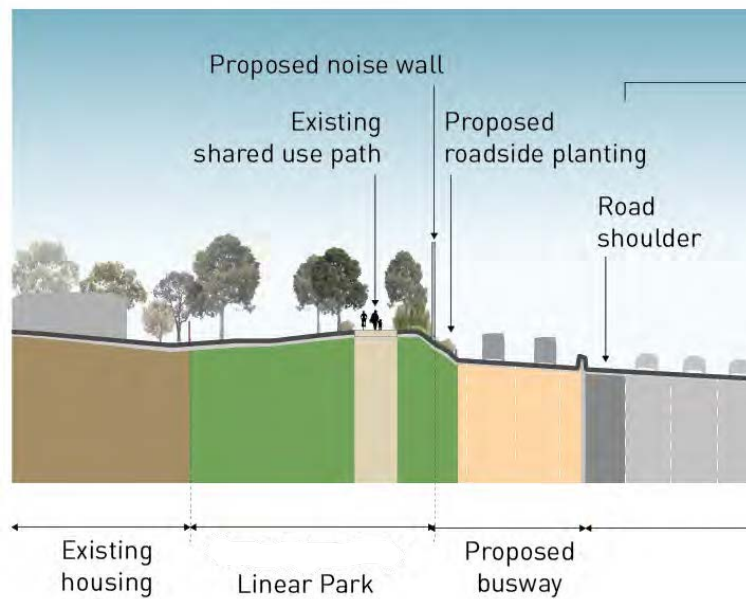 Proposed noise wall
Existing
shared use path
Proposed
roadside planting
Road
shoulder
Existing
housing
Linear Park
Proposed
busway